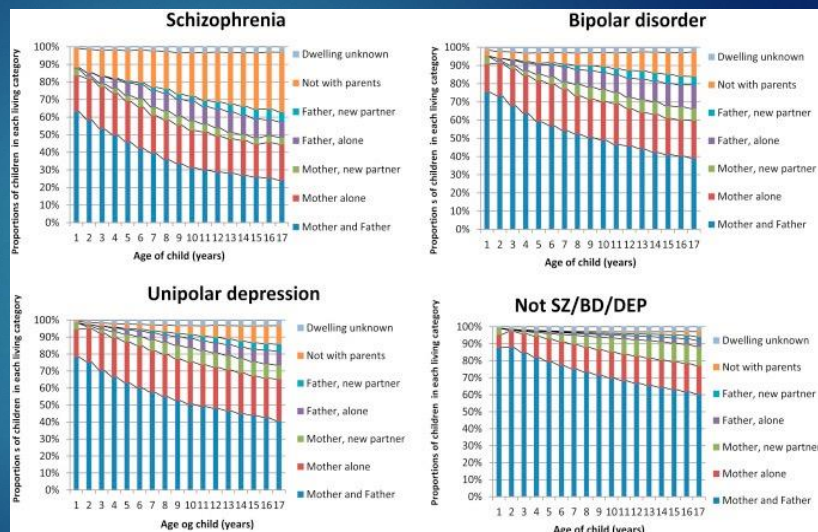 Schizophrenia
Proportions of children in each living category
100%
90%
80%
70%
60%
50%
40%
30%
20%
10%
0%
1 2 3 4 5 6 7 8 9 10 11 12 13 14 15 16 17
Age of child (years)
Dwelling unknown
Not with parents
Father, new partner
Father, alone
Mother, new partner
Mother alone
Mother and Father
Bipolar disorder
Proportion s of children in each living category
100%
90%
80%
70%
60%
50%
40%
30%
20%
10%
0%
1 2 3 4 5 6 7 8 9 10 11 12 13 14 15 16 17
Age of child (years)
Dwelling unknown
Not with parents
Father, new partner
Father, alone
Mother, new partner
Mother alone
Mother and Father
Unipolar depression
Proportion s of children in each living category
100%
90%
80%
70%
60%
50%
40%
30%
20%
10%
0%
1 2 3 4 5 6 7 8 9 10 11 12 13 14 15 16 17
Age og child (years)
Dwelling unknown
Not with parents
Father, new partner
Father, alone
Mother, new partner
Mother alone
Mother and Father
Not SZ/BD/DEP
Proportions of children in each living category
100%
90%
80%
70%
60%
50%
40%
30%
20%
10%
0%
1 2 3 4 5 6 7 8 9 10 11 12 13 14 15 16 17
Age of child (years)
Dwelling unknown
Not with parents
Father, new partner
Father, alone
Mother, new partner
Mother alone
Mother and Father